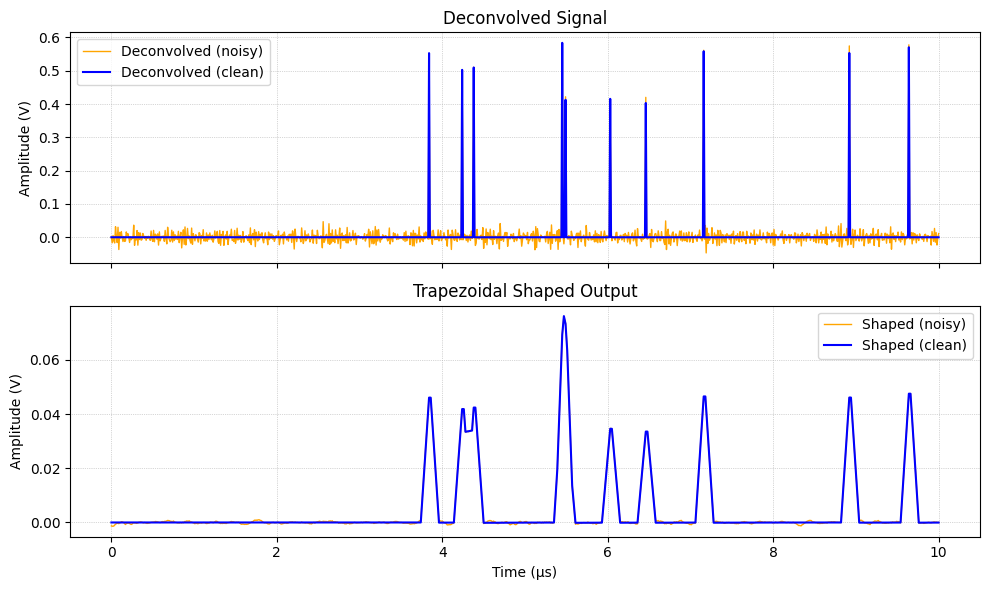 Deconvolved Signal
Amplitude (V)
0.6
0.5
0.4
0.3
0.2
0.1
0.0
Deconvolved (noisy)
Deconvolved (clean)
Trapezoidal Shaped Output
Amplitude (V)
0.06
0.04
0.02
0.00
Shaped (noisy)
Shaped (clean)
0 2 4 6 8 10
Time (µs)